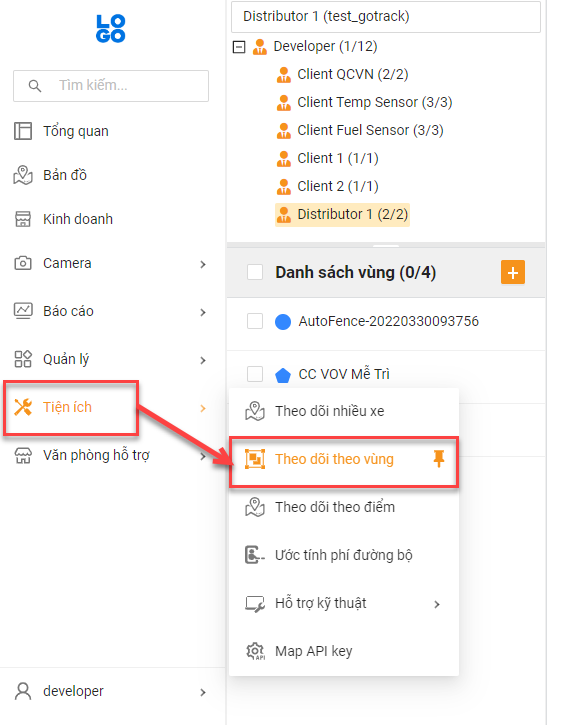 LO
GO
Tìm kiếm...
Tổng quan
Bản đồ
Kinh doanh
Camera
Báo cáo
Quản lý
Tiện ích
Văn phòng hỗ trợ
developer
Distributor 1 (test_gotrack)
Developer (1/12)
Client QCVN (2/2)
Client Temp Sensor (3/3)
Client Fuel Sensor (3/3)
Client 1 (1/1)
Client 2 (1/1)
Distributor 1 (2/2)
Danh sách vùng (0/4)
AutoFence-20220330093756
CC VOV Mễ Trì
Theo dõi nhiều xe
Theo dõi theo vùng
Theo dõi theo điểm
Ước tính phí đường bộ
Hỗ trợ kỹ thuật
API
Map API key